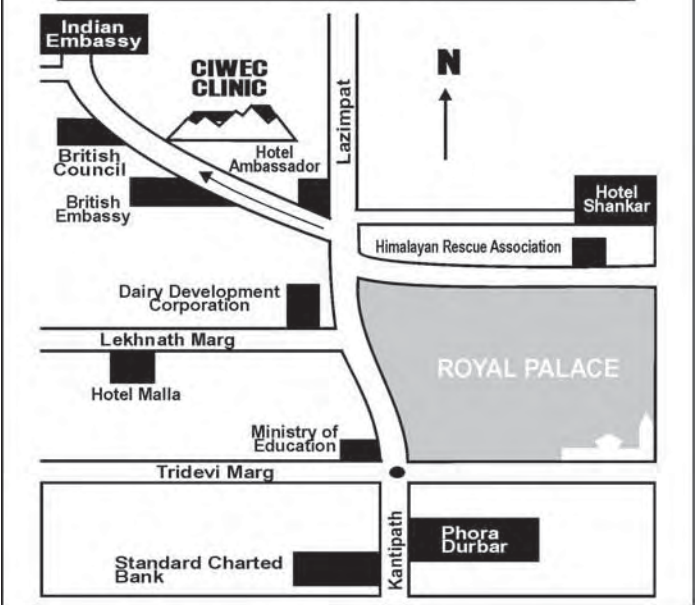 Indian
Embassy
CIWEC
CLINIC
N
Lazimpat
British
Council
Hotel
Ambassador
British
Embassy
Hotel
Shankar
Himalayan Rescue Association
Dairy Development
Corporation
Lekhnath Marg
Hotel Malla
ROYAL PALACE
Ministry of
Education
Tridevi Marg
Kantipath
Phora
Durbar
Standard Charted
Bank